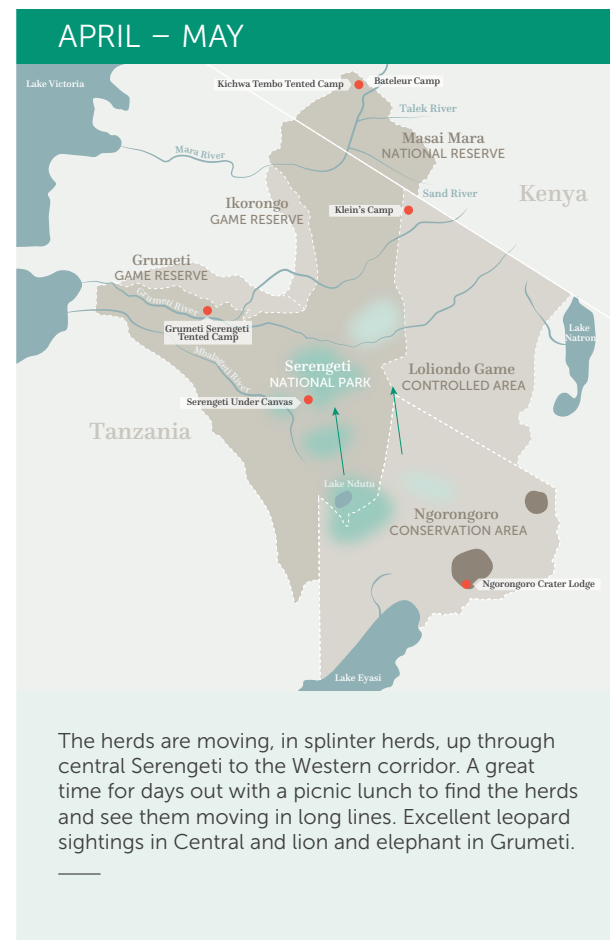 APRIL – MAY
Lake Victoria
Kichwa Tembo Tented Camp
Bateleur Camp
Talek River
Mara River
Masai Mara
NATIONAL RESERVE
Sand River
Kenya
Ikorongo
GAME RESERVE
Klein's Camp
Grumeti
GAME RESERVE
Grumeti River
Grumeti Serengeti
Tented Camp
Lake
Natron
Mbalageti River
Serengeti
NATIONAL PARK
Loliondo Game
CONTROLLED AREA
Serengeti Under Canvas
Tanzania
Lake Ndutu
Ngorongoro
CONSERVATION AREA
Ngorongoro Crater Lodge
Lake Eyasi
The herds are moving, in splinter herds, up through
central Serengeti to the Western corridor. A great
time for days out with a picnic lunch to find the herds
and see them moving in long lines. Excellent leopard
sightings in Central and lion and elephant in Grumeti.